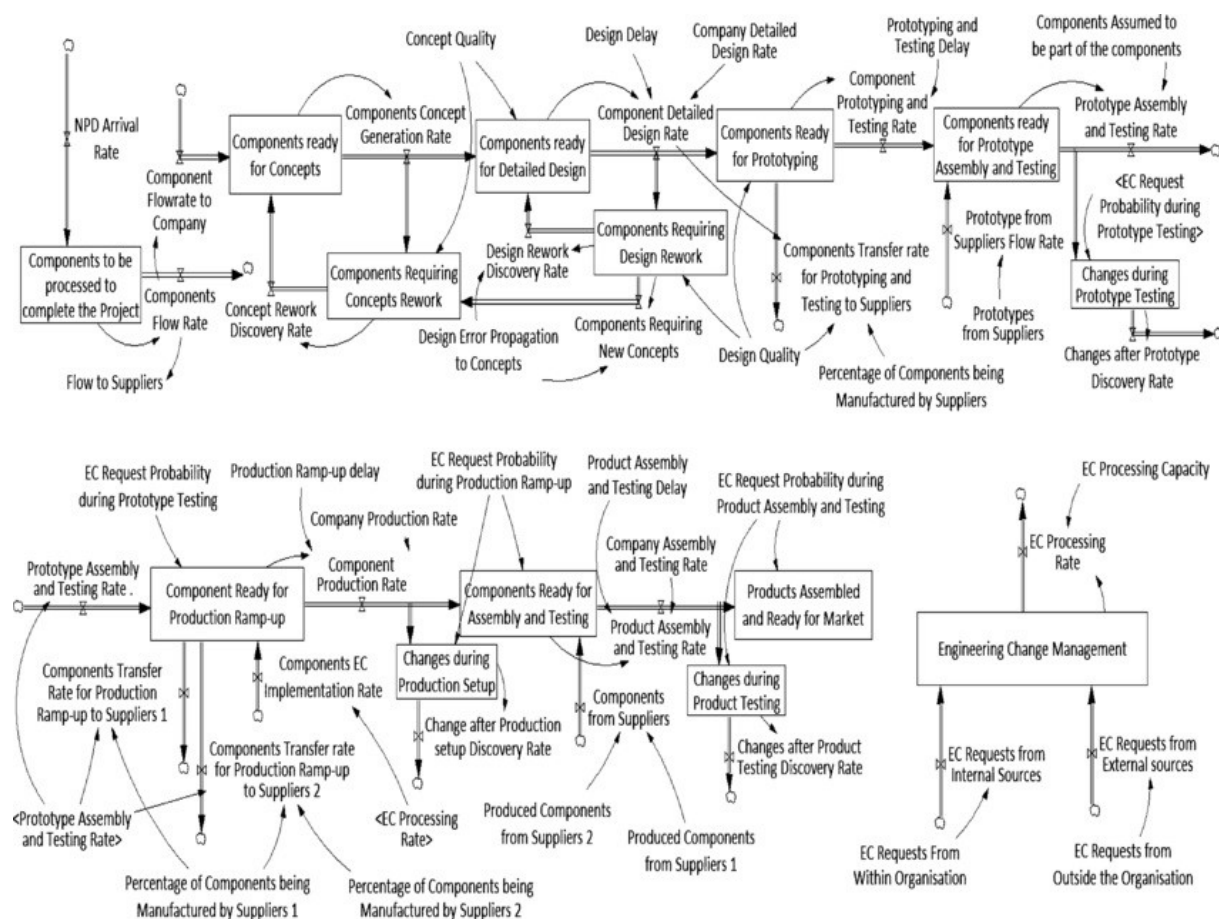 Concept Quality
Design Delay
Company Detailed
Design Rate
Prototyping and
Testing Delay
Components Assumed to
be part of the components
NPD Arrival
Rate
Components ready
for Concepts
Components Concept
Generation Rate
Components ready
for Detailed Design
Component Detailed
Design Rate
Components Ready
for Prototyping
Component
Prototyping and
Testing Rate
Components ready
for Prototype
Assembly and Testing
Prototype Assembly
and Testing Rate
Component
Flowrate to
Company
<EC Request
Probability during
Prototype Testing>
Components to be
processed to
complete the Project
Components
Flow Rate
Flow to Suppliers
Concept Rework
Discovery Rate
Components Requiring
Concepts Rework
Design Rework
Discovery Rate
Components Requiring
Design Rework
Design Error Propagation
to Concepts
Components Requiring
New Concepts
Design Quality
Components Transfer rate
for Prototyping and
Testing to Suppliers
Percentage of Components being
Manufactured by Suppliers
Prototype from
Suppliers Flow Rate
Prototypes
from Suppliers
Changes during
Prototype Testing
Changes after Prototype
Discovery Rate
EC Request Probability
during Prototype Testing
Production Ramp-up delay
EC Request Probability
during Production Ramp-up
Product Assembly
and Testing Delay
EC Request Probability during
Product Assembly and Testing
EC Processing Capacity
Company Production Rate
Company Assembly
and Testing Rate
EC Processing
Rate
Prototype Assembly
and Testing Rate .
Component Ready for
Production Ramp-up
Component
Production Rate
Components Ready for
Assembly and Testing
Products Assembled
and Ready for Market
Product Assembly
and Testing Rate
Engineering Change Management
Components Transfer
Rate for Production
Ramp-up to Suppliers 1
Components EC
Implementation Rate
Changes during
Production Setup
Components
from Suppliers
Changes during
Product Testing
Components Transfer rate
for Production Ramp-up
to Suppliers 2
Change after Production
setup Discovery Rate
Changes after Product
Testing Discovery Rate
EC Requests from
Internal Sources
EC Requests from
External sources
<Prototype Assembly
and Testing Rate>
<EC Processing
Rate>
Produced Components
from Suppliers 2
Produced Components
from Suppliers 1
EC Requests From
Within Organisation
EC Requests from
Outside the Organisation
Percentage of Components being
Manufactured by Suppliers 1
Percentage of Components being
Manufactured by Suppliers 2